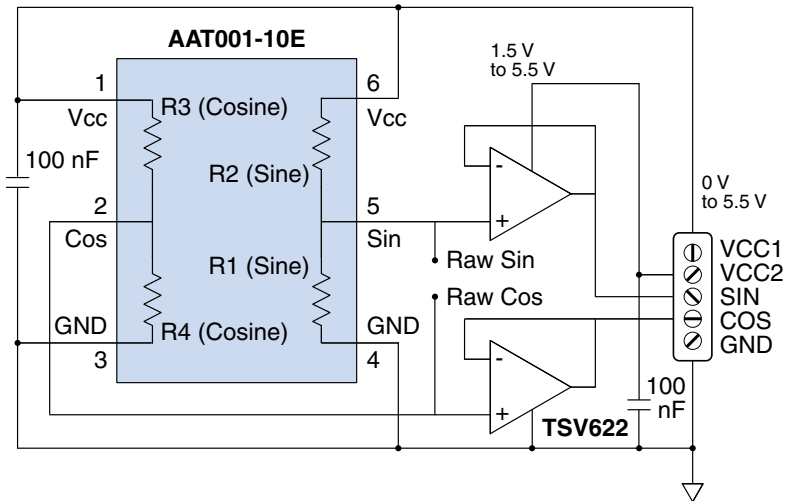 AAT001-10E
1
6
1.5 V
to 5.5 V
Vcc
R3 (Cosine)
Vcc
100 nF
R2 (Sine)
-
0 V
to 5.5 V
2
5
+
Cos
Sin
VCC1
R1 (Sine)
Raw Sin
VCC2
SIN
Raw Cos
COS
GND
R4 (Cosine)
GND
GND
3
4
-
100
nF
+
TSV622